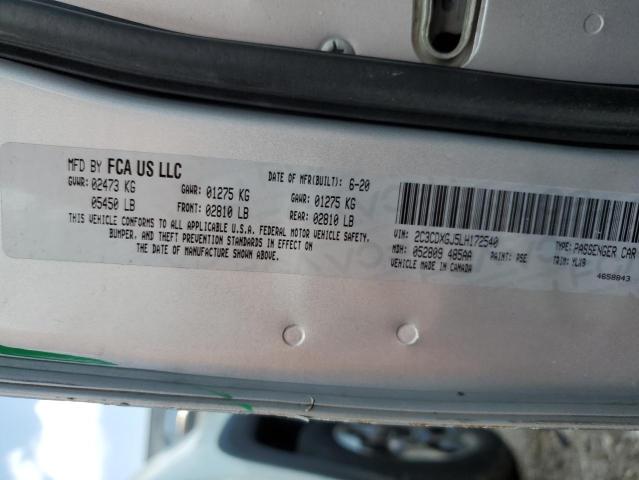 MFD BY FCA US LLC
DATE OF MFR(BUILT): 6-20
GVWR: 02473 KG GAWR: 01275 KG GAWR: 01275 KG
05450 LB FRONT: 02810 LB REAR: 02810 LB
THIS VEHICLE CONFORMS TO ALL APPLICABLE U.S.A. FEDERAL MOTOR VEHICLE SAFETY,
BUMPER, AND THEFT PREVENTION STANDARDS IN EFFECT ON
THE DATE OF MANUFACTURE SHOWN ABOVE.
VIN: 2C3CDXGJ5LH172540 TYPE: PASSENGER CAR
MDH: 052809 485AA PAINT: PSE TRIM: YLX9
VEHICLE MADE IN CANADA
4658843